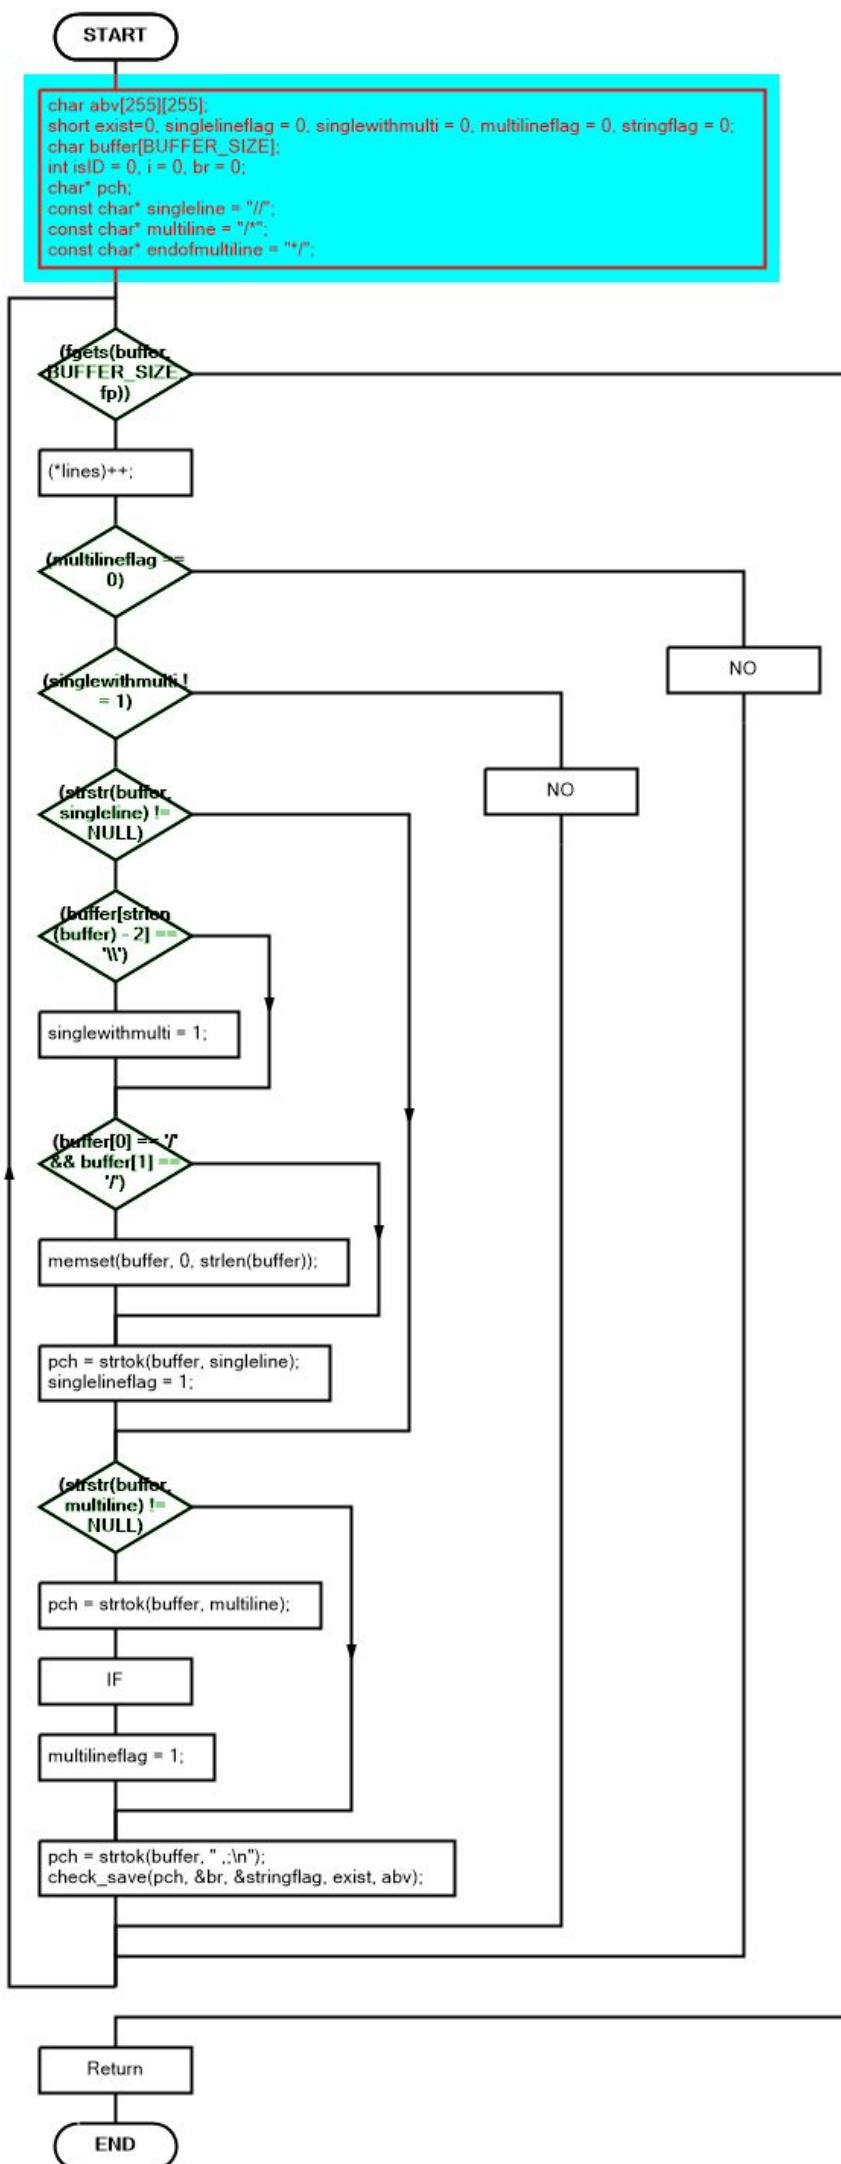 START
char abv[255][255];
short exist=0, singlelineflag = 0, singlewithmulti = 0, multilineflag = 0, stringflag = 0;
char buffer[BUFFER_SIZE];
int isID = 0, i = 0, br = 0;
char* pch;
const char* singleline = "//";
const char* multiline = "/*";
const char* endofmultiline = "*/";
(fgets(buffer,
BUFFER_SIZE,
fp))
(*lines)++;
(multilineflag ==
0)
NO
(singlewithmulti !
= 1)
NO
(strstr(buffer,
singleline) !=
NULL)
(buffer[strlen
(buffer) - 2] ==
'\\')
singlewithmulti = 1;
(buffer[0] == '/'
&& buffer[1] ==
'/')
memset(buffer, 0, strlen(buffer));
pch = strtok(buffer, singleline);
singlelineflag = 1;
(strstr(buffer,
multiline) !=
NULL)
pch = strtok(buffer, multiline);
IF
multilineflag = 1;
pch = strtok(buffer, " ,;\n");
check_save(pch, &br, &stringflag, exist, abv);
Return
END